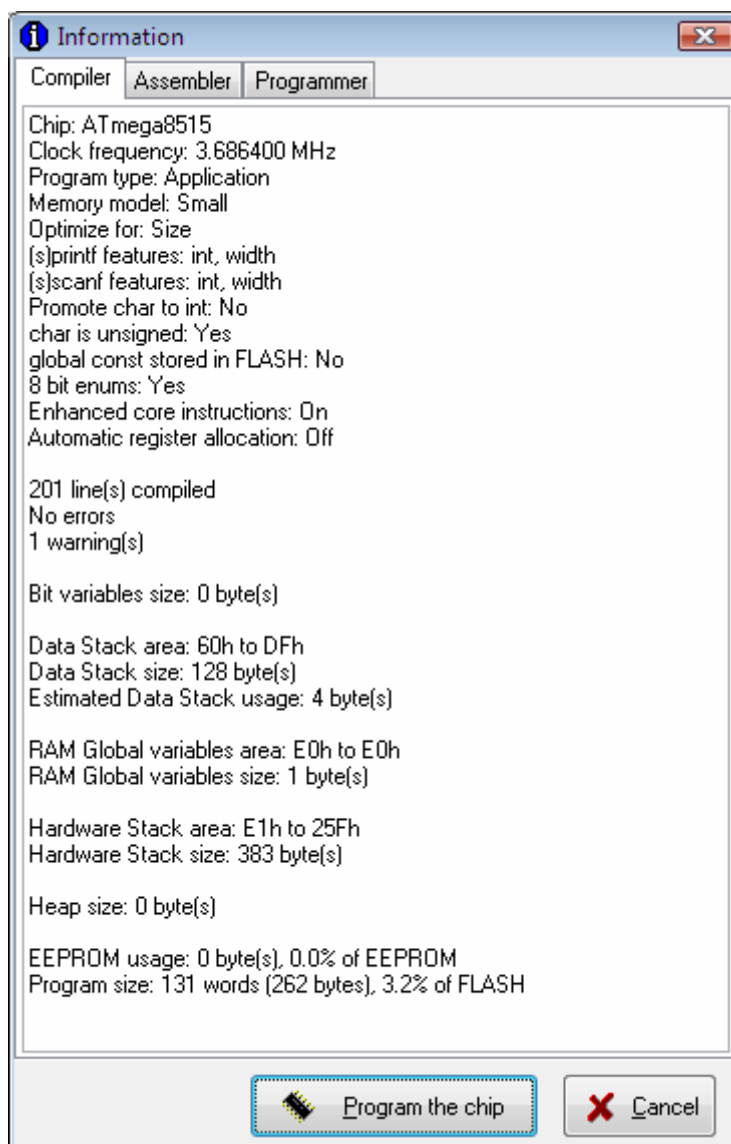 Information
Compiler
Assembler
Programmer
Chip: ATmega8515
Clock frequency: 3.686400 MHz
Program type: Application
Memory model: Small
Optimize for: Size
(s)printf features: int, width
(s)scanf features: int, width
Promote char to int: No
char is unsigned: Yes
global const stored in FLASH: No
8 bit enums: Yes
Enhanced core instructions: On
Automatic register allocation: Off
201 line(s) compiled
No errors
1 warning(s)
Bit variables size: 0 byte(s)
Data Stack area: 60h to DFh
Data Stack size: 128 byte(s)
Estimated Data Stack usage: 4 byte(s)
RAM Global variables area: E0h to E0h
RAM Global variables size: 1 byte(s)
Hardware Stack area: E1h to 25Fh
Hardware Stack size: 383 byte(s)
Heap size: 0 byte(s)
EEPROM usage: 0 byte(s), 0.0% of EEPROM
Program size: 131 words (262 bytes), 3.2% of FLASH
Program the chip
Cancel